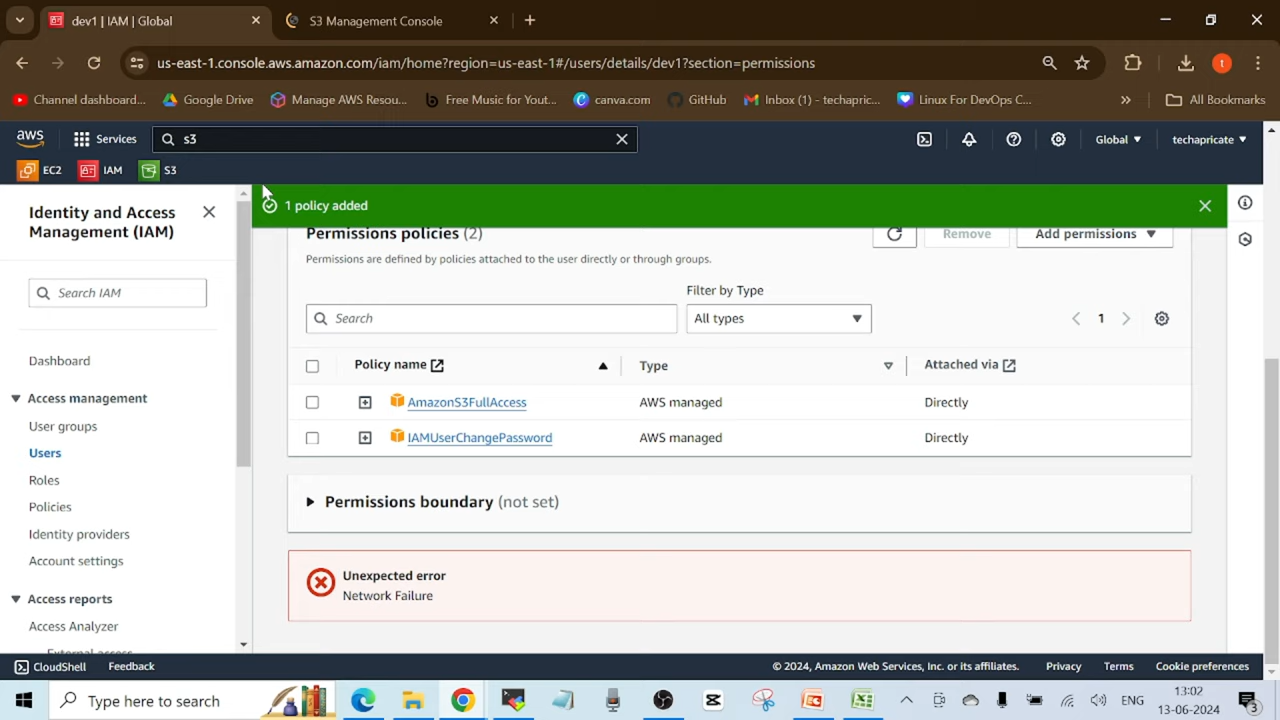 dev1 | IAM | Global
S3 Management Console
us-east-1.console.aws.amazon.com/iam/home?region=us-east-1#/users/details/dev1?section=permissions
t
Channel dashboard...
Google Drive
Manage AWS Resou...
Free Music for Yout...
canva.com
GitHub
Inbox (1) - techapric...
Linux For DevOps C...
»
All Bookmarks
aws
Services
s3
Global
techapricate
EC2
IAM
S3
Identity and Access
Management (IAM)
Search IAM
Dashboard
Access management
User groups
Users
Roles
Policies
Identity providers
Account settings
Access reports
Access Analyzer
External access
1 policy added
Permissions policies (2)
Remove
Add permissions
Permissions are defined by policies attached to the user directly or through groups.
Filter by Type
Search
All types
1
Policy name
Type
Attached via
AmazonS3FullAccess
AWS managed
Directly
IAMUserChangePassword
AWS managed
Directly
Permissions boundary (not set)
Unexpected error
Network Failure
CloudShell
Feedback
© 2024, Amazon Web Services, Inc. or its affiliates.
Privacy
Terms
Cookie preferences
Type here to search
ENG
13:02
13-06-2024
3